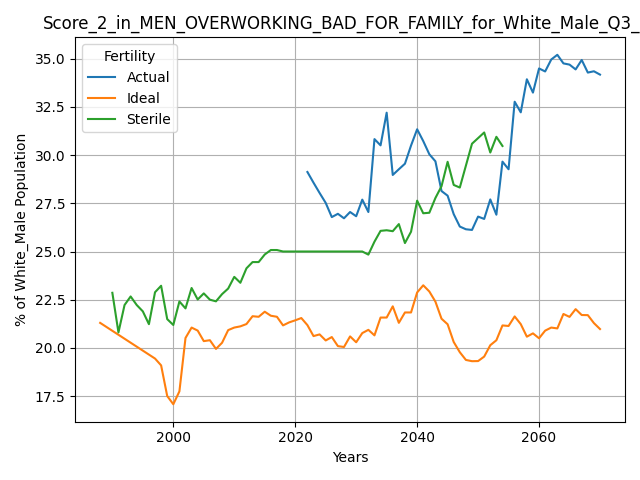 Score_2_in_MEN_OVERWORKING_BAD_FOR_FAMILY_for_White_Male_Q3_
Fertility
Actual
Ideal
Sterile
35.0
32.5
30.0
27.5
25.0
22.5
20.0
17.5
% of White_Male Population
2000 2020 2040 2060
Years